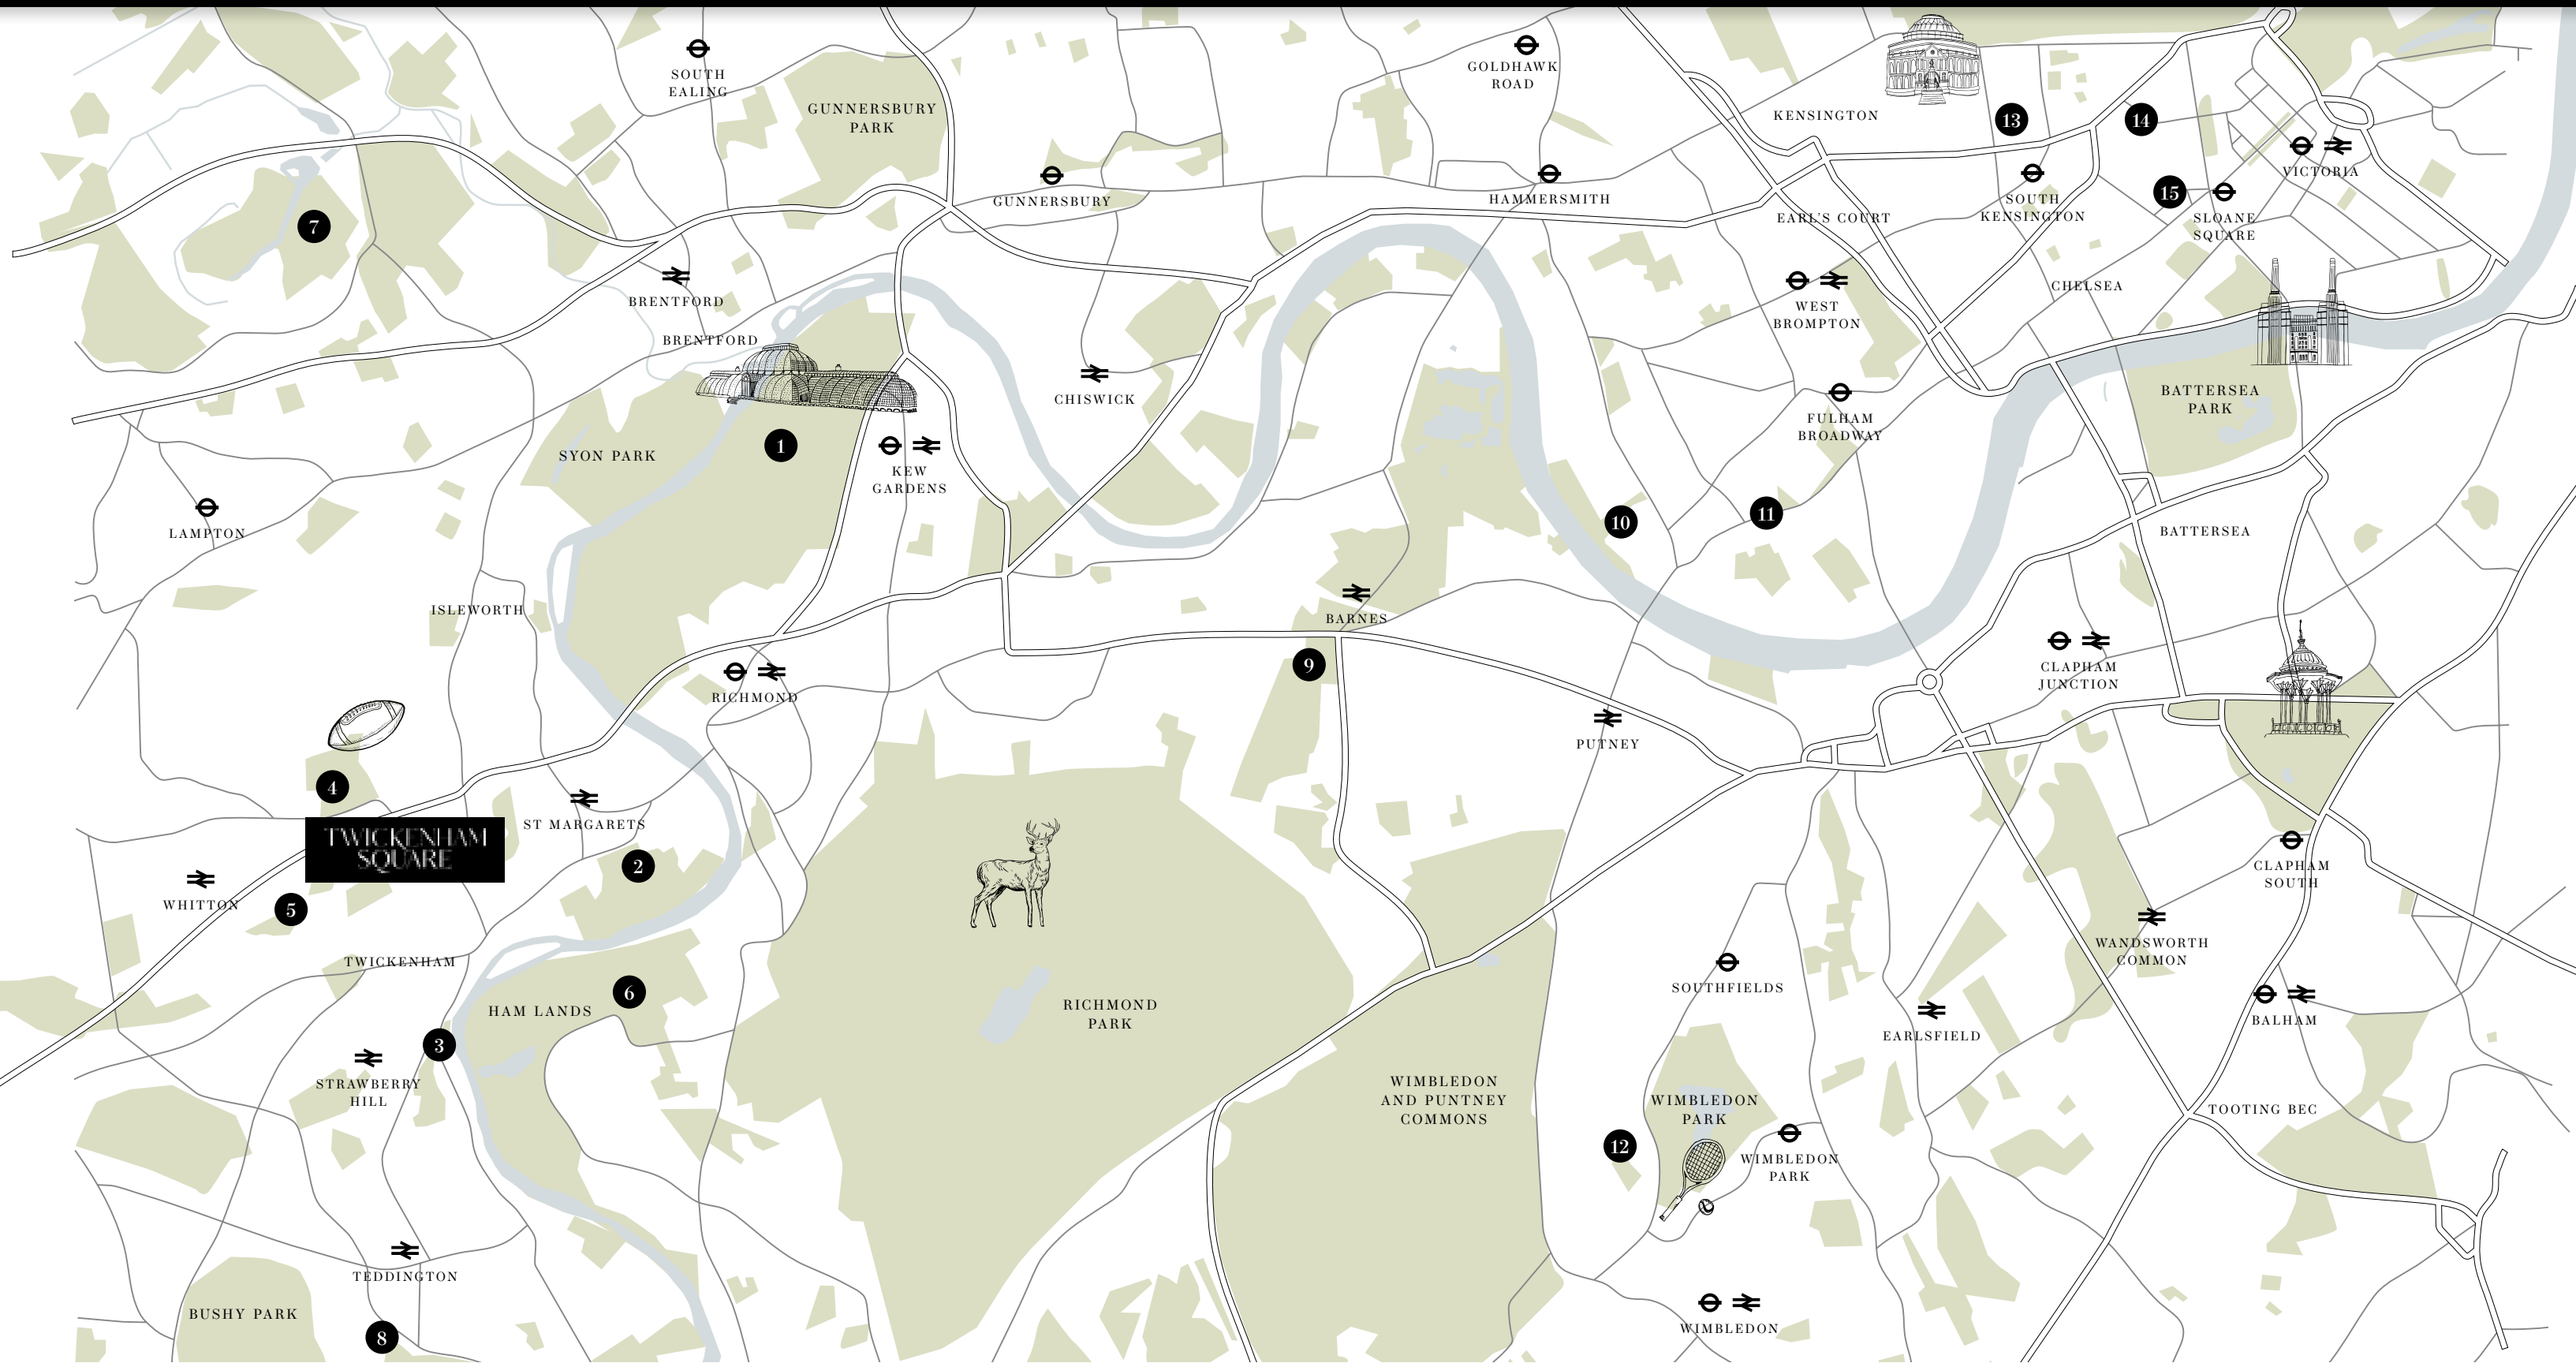 SOUTH
EALING
GUNNERSBURY
PARK
GOLDHAWK
ROAD
KENSINGTON
13
14
VICTORIA
7
GUNNERSBURY
HAMMERSMITH
EARL'S COURT
SOUTH
KENSINGTON
15
SLOANE
SQUARE
BRENTFORD
BRENTFORD
WEST
BROMPTON
CHELSEA
CHISWICK
FULHAM
BROADWAY
BATTERSEA
PARK
SYON PARK
1
KEW
GARDENS
LAMPTON
10
11
BATTERSEA
ISLEWORTH
BARNES
9
RICHMOND
PUTNEY
CLAPHAM
JUNCTION
4
TWICKENHAM
SQUARE
ST MARGARETS
2
WHITTON
5
CLAPHAM
SOUTH
TWICKENHAM
HAM LANDS
6
RICHMOND
PARK
SOUTHFIELDS
WANDSWORTH
COMMON
3
EARLSFIELD
BALHAM
STRAWBERRY
HILL
WIMBLEDON
AND PUNTNEY
COMMONS
WIMBLEDON
PARK
TOOTING BEC
12
WIMBLEDON
PARK
TEDDINGTON
BUSHY PARK
8
WIMBLEDON